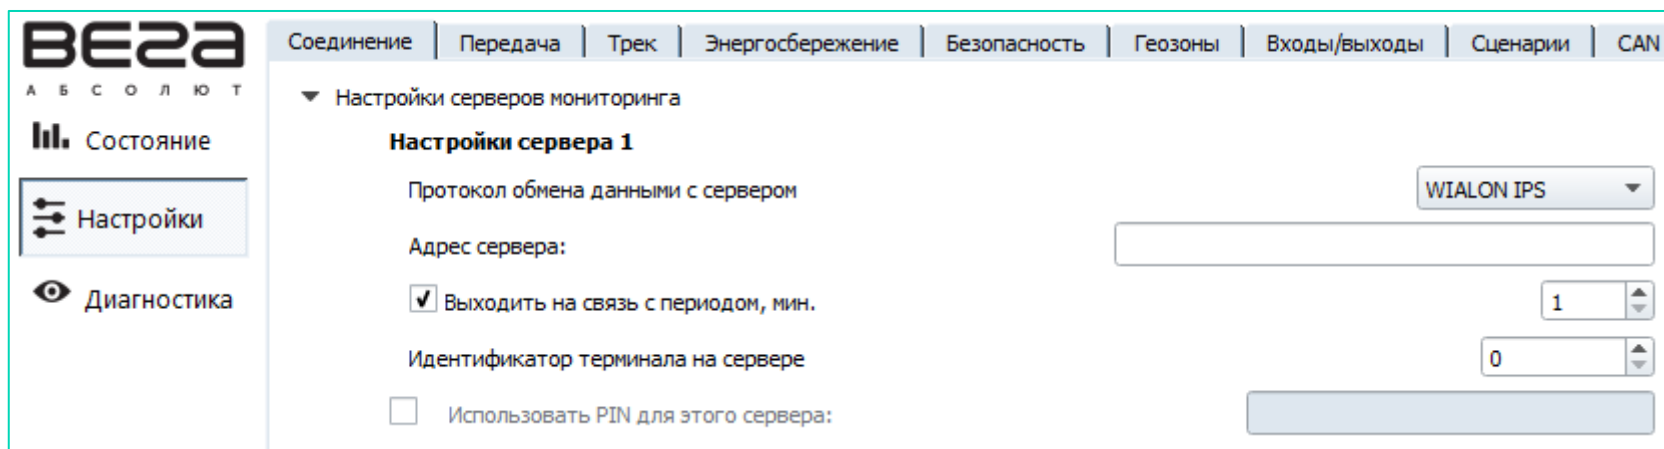 ВЕГА
АБСОЛЮТ
Состояние
Настройки
Диагностика
Соединение Передача Трек Энергосбережение Безопасность Геозоны Входы/выходы Сценарии CAN
Настройки серверов мониторинга
Настройки сервера 1
Протокол обмена данными с сервером WIALON IPS
Адрес сервера:
Выходить на связь с периодом, мин. 1
Идентификатор терминала на сервере 0
Использовать PIN для этого сервера: